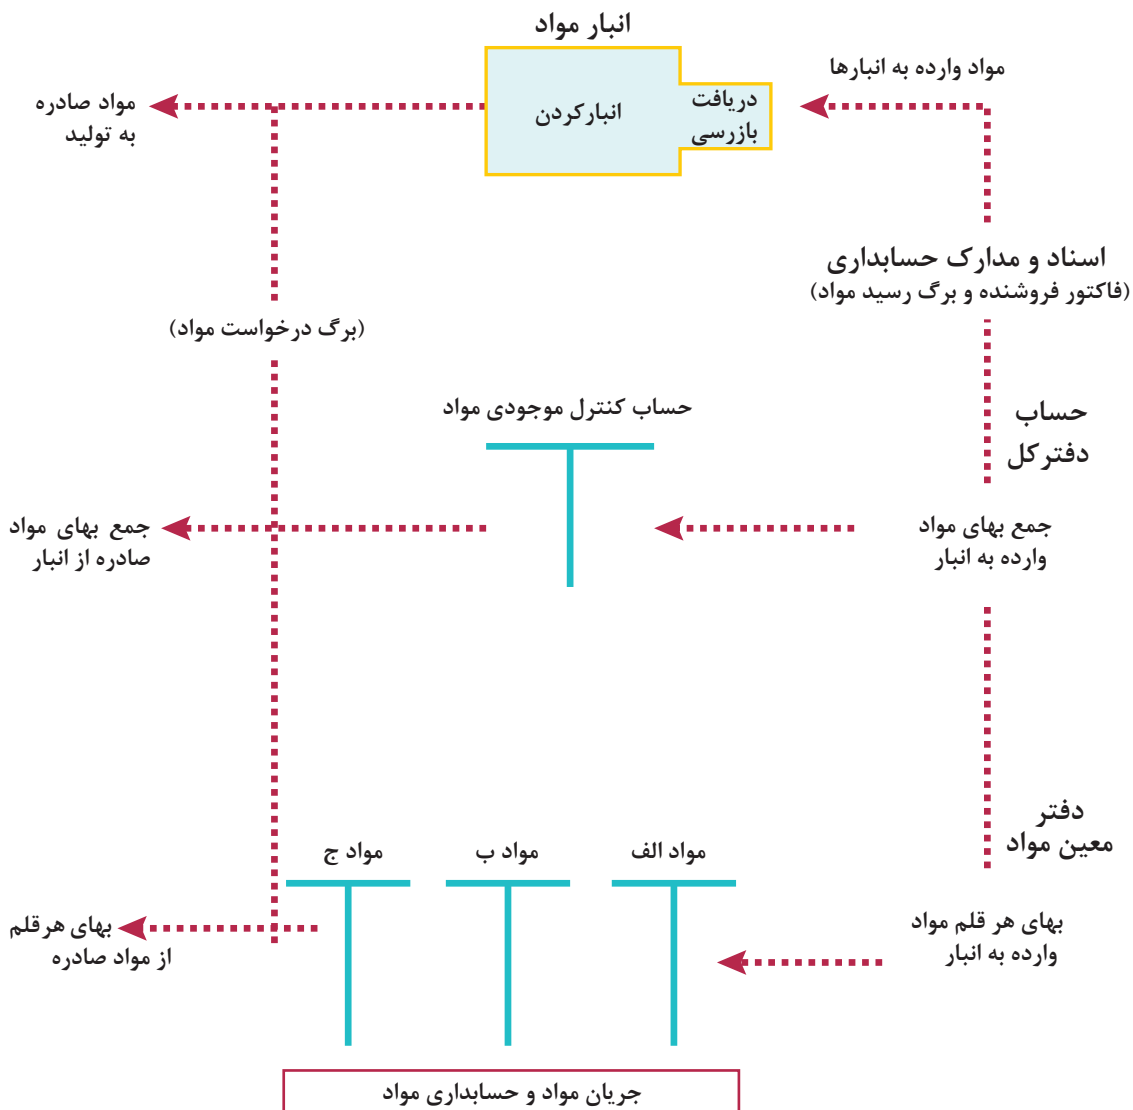 انبار مواد
مواد وارده به انبارها
دریافت
بازرسی
انبارکردن
مواد صادره
به تولید
اسناد و مدارک حسابداری
(فاکتور فروشنده و برگ رسید مواد)
(برگ درخواست مواد)
حساب
دفترکل
حساب کنترل موجودی مواد
جمع بهای مواد
وارده به انبار
جمع بهای مواد
صادره از انبار
دفتر
معین مواد
مواد الف
مواد ب
مواد ج
بهای هر قلم مواد
وارده به انبار
بهای هرقلم
از مواد صادره
جریان مواد و حسابداری مواد